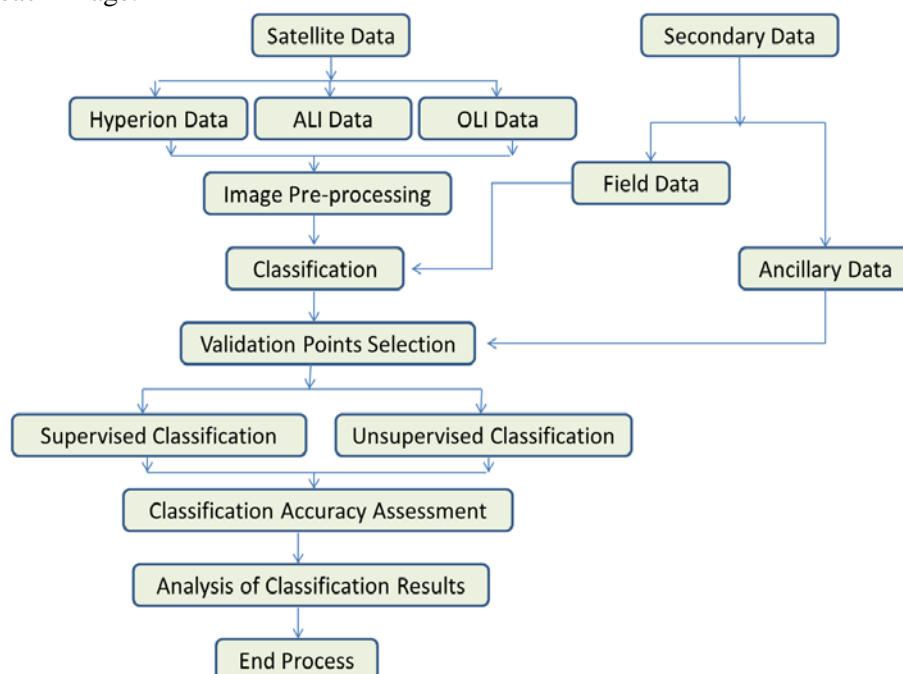 Satellite Data
Secondary Data
Hyperion Data
ALI Data
OLI Data
Field Data
Image Pre-processing
Classification
Ancillary Data
Validation Points Selection
Supervised Classification
Unsupervised Classification
Classification Accuracy Assessment
Analysis of Classification Results
End Process